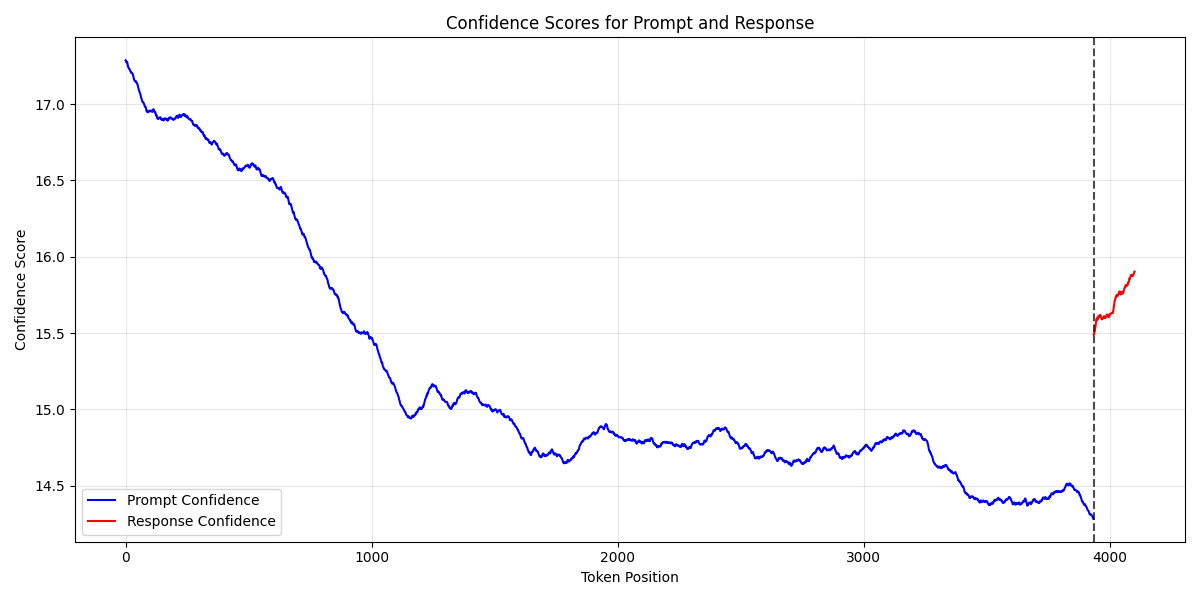 Confidence Scores for Prompt and Response
Confidence Score
17.0
16.5
16.0
15.5
15.0
14.5
Prompt Confidence
Response Confidence
0
1000
2000
3000
4000
Token Position